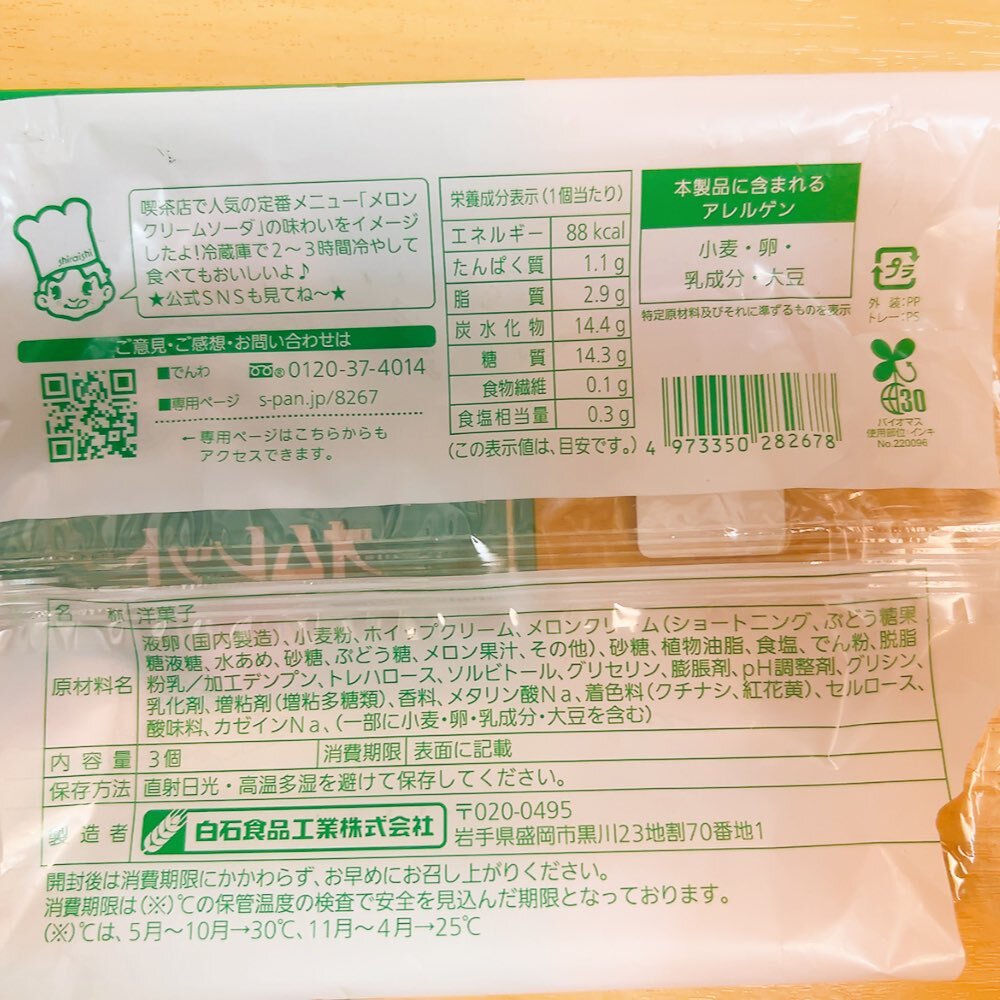 shiraishi
喫茶店で人気の定番メニュー「メロン
クリームソーダ」の味わいをイメージ
したよ!冷蔵庫で2〜3時間冷やして
食べてもおいしいよ♪
★公式SNSも見てね〜★
ご意見・ご感想・お問い合わせは
■でんわ 0120-37-4014
■専用ページ s-pan.jp/8267
←専用ページはこちらからも
アクセスできます。
栄養成分表示(1個当たり)
エネルギー 88 kcal
たんぱく質 1.1 g
脂質 2.9 g
炭水化物 14.4 g
糖質 14.3 g
食物繊維 0.1 g
食塩相当量 0.3 g
(この表示値は、目安です。)
本製品に含まれる
アレルゲン
小麦・卵・
乳成分・大豆
特定原材料及びそれに準ずるものを表示
4 973350 282678
プラ
外装:PP
トレー:PS
30
バイオマス
使用部位:インキ
No.220096
オムレット
名称 洋菓子
原材料名 液卵(国内製造)、小麦粉、ホイップクリーム、メロンクリーム(ショートニング、ぶどう糖果
糖液糖、水あめ、砂糖、ぶどう糖、メロン果汁、その他)、砂糖、植物油脂、食塩、でん粉、脱脂
粉乳/加工デンプン、トレハロース、ソルビトール、グリセリン、膨脹剤、pH調整剤、グリシン、
乳化剤、増粘剤(増粘多糖類)、香料、メタリン酸Na、着色料(クチナシ、紅花黄)、セルロース、
酸味料、カゼインNa、(一部に小麦・卵・乳成分・大豆を含む)
内容量 3個 消費期限 表面に記載
保存方法 直射日光・高温多湿を避けて保存してください。
製造者 白石食品工業株式会社 〒020-0495
岩手県盛岡市黒川23地割70番地1
開封後は消費期限にかかわらず、お早めにお召し上がりください。
消費期限は(※)℃の保管温度の検査で安全を見込んだ期限となっております。
(※)℃は、5月〜10月→30℃、11月〜4月→25℃